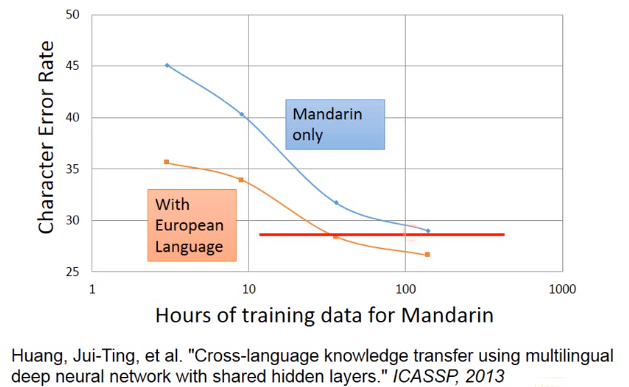 50
45
40
35
30
25
Character Error Rate
Mandarin
only
With
European
Language
1
10
100
1000
Hours of training data for Mandarin
Huang, Jui-Ting, et al. "Cross-language knowledge transfer using multilingual
deep neural network with shared hidden layers." ICASSP, 2013